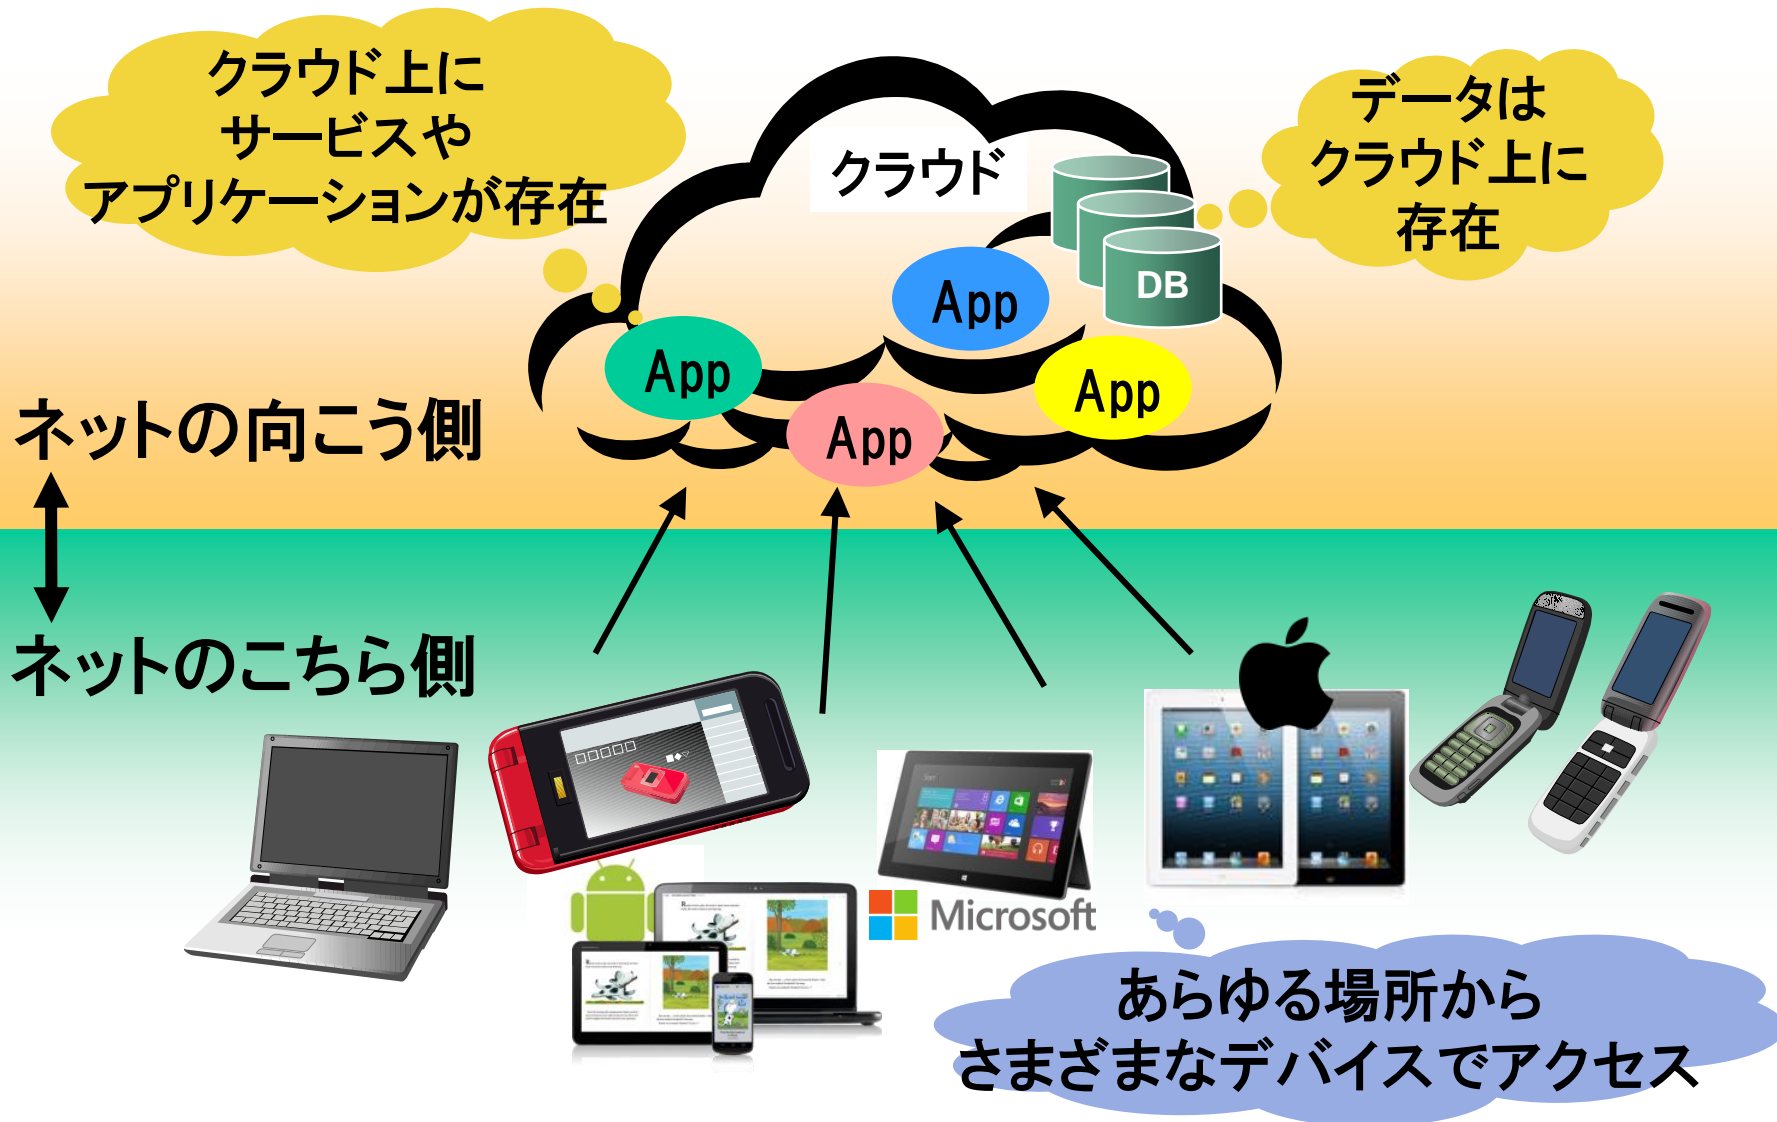 クラウド上に
サービスや
アプリケーションが存在
データは
クラウド上に
存在
クラウド
DB
App
App
App
App
ネットの向こう側
ネットのこちら側
Start
Microsoft
あらゆる場所から
さまざまなデバイスでアクセス